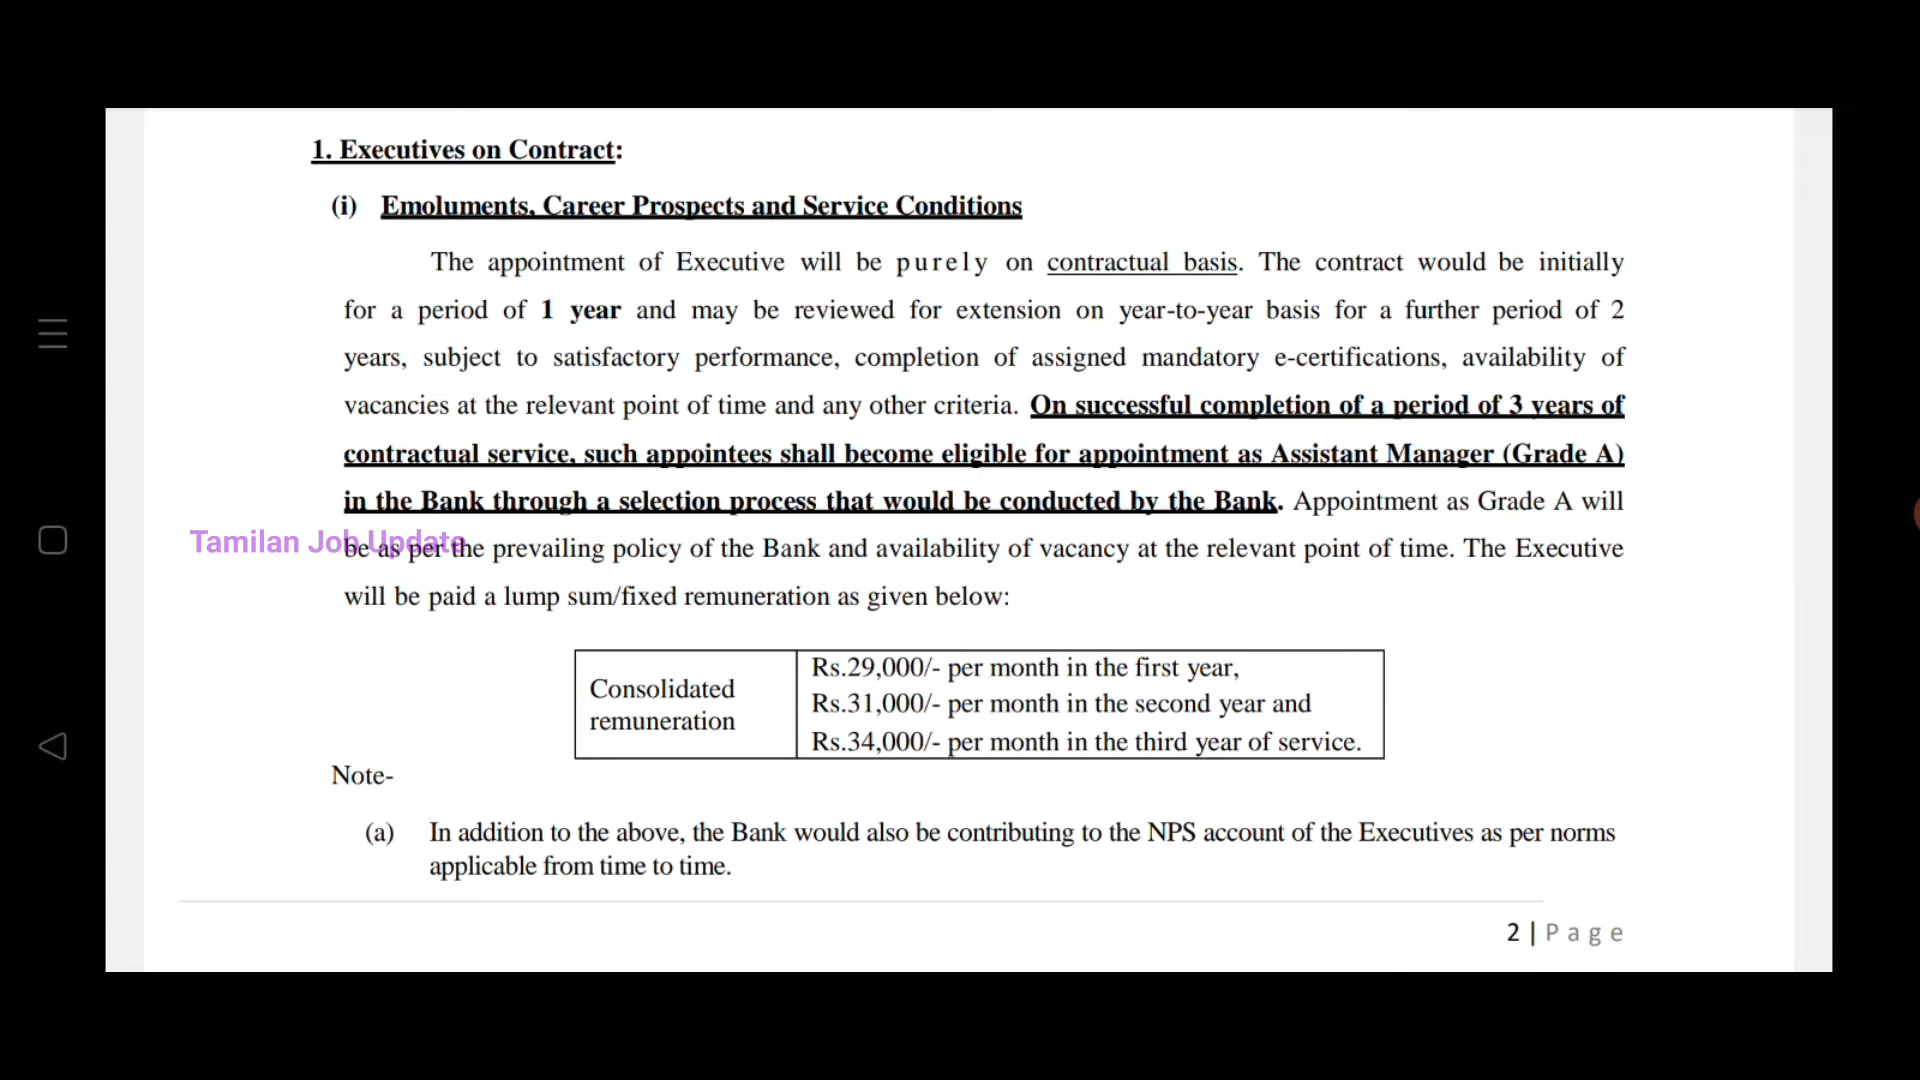 1. Executives on Contract:
(i) Emoluments, Career Prospects and Service Conditions
The appointment of Executive will be purely on contractual basis. The contract would be initially
for a period of 1 year and may be reviewed for extension on year-to-year basis for a further period of 2
years, subject to satisfactory performance, completion of assigned mandatory e-certifications, availability of
vacancies at the relevant point of time and any other criteria. On successful completion of a period of 3 years of
contractual service, such appointees shall become eligible for appointment as Assistant Manager (Grade A)
in the Bank through a selection process that would be conducted by the Bank. Appointment as Grade A will
Tamilan Job Update
be as per the prevailing policy of the Bank and availability of vacancy at the relevant point of time. The Executive
will be paid a lump sum/fixed remuneration as given below:
Consolidated
remuneration
Rs.29,000/- per month in the first year,
Rs.31,000/- per month in the second year and
Rs.34,000/- per month in the third year of service.
Note-
(a) In addition to the above, the Bank would also be contributing to the NPS account of the Executives as per norms
applicable from time to time.
2 | Page